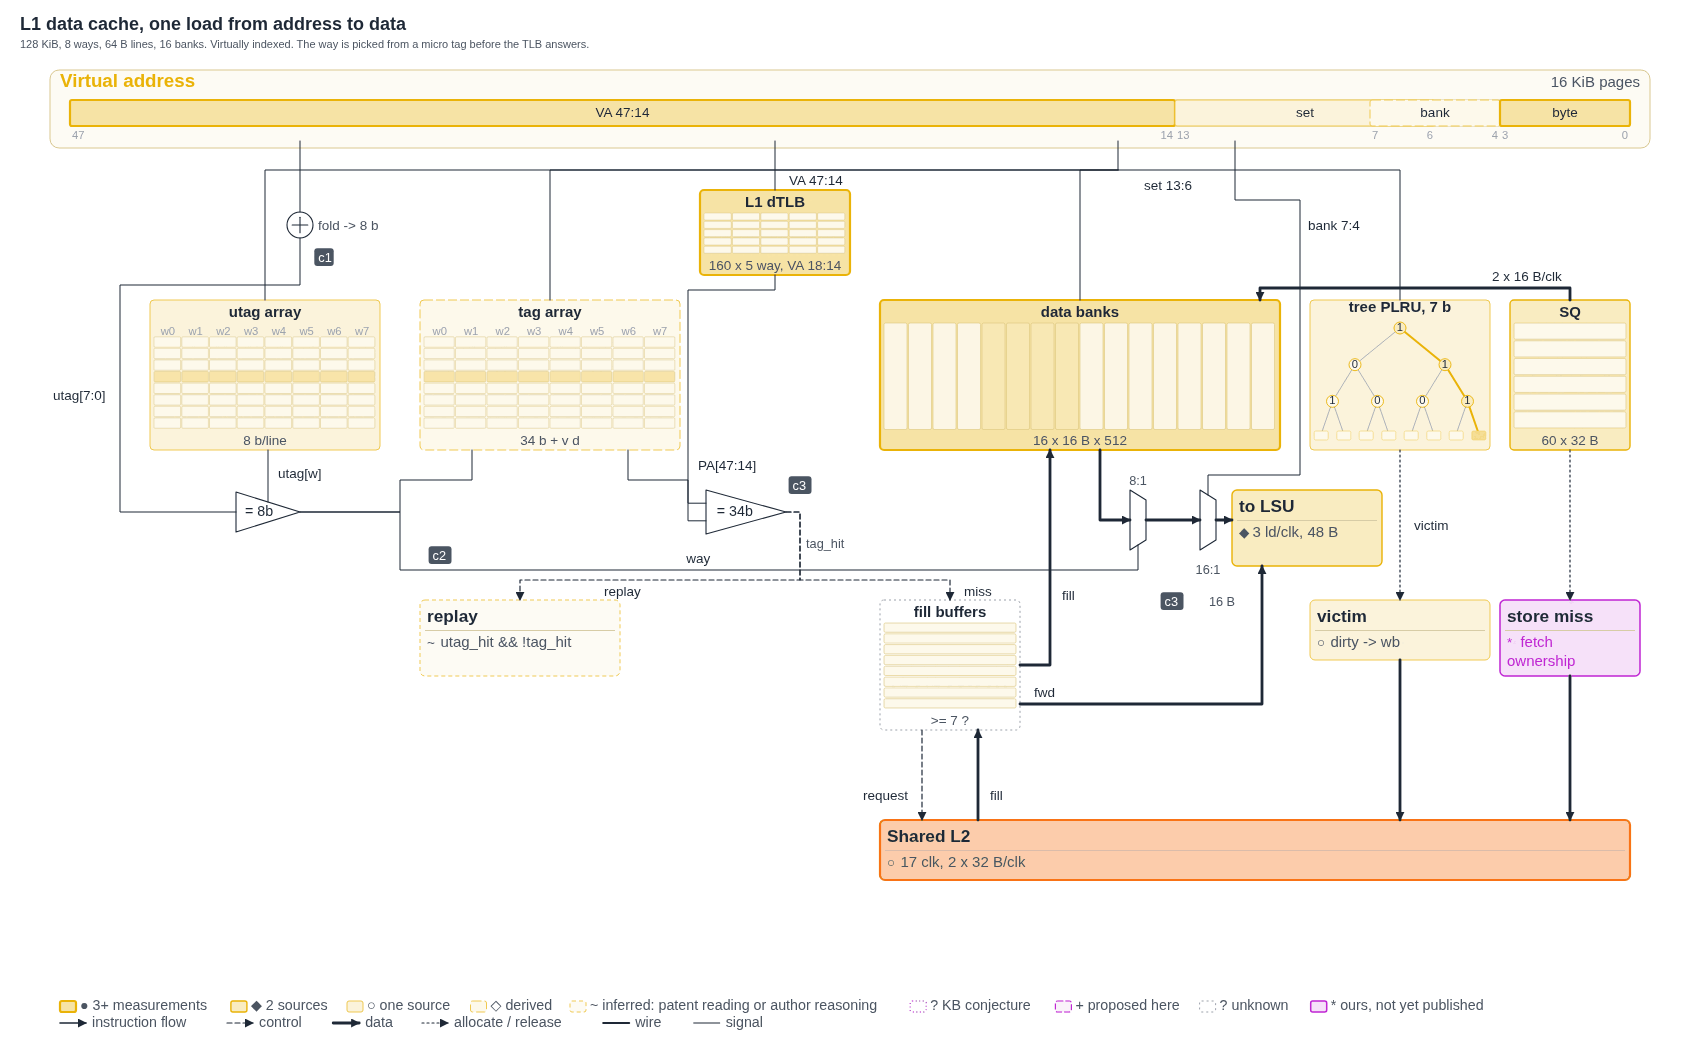 L1 data cache, one load from address to data
128 KiB, 8 ways, 64 B lines, 16 banks. Virtually indexed. The way is picked from a micro tag before the TLB answers.
Virtual address
16 KiB pages
VA 47:14
set
bank
byte
47
14 13
7
6
4 3
0
VA 47:14
set 13:6
L1 dTLB
160 x 5 way, VA 18:14
fold -> 8 b
c1
bank 7:4
2 x 16 B/clk
utag array
w0 w1 w2 w3 w4 w5 w6 w7
8 b/line
tag array
w0 w1 w2 w3 w4 w5 w6 w7
34 b + v d
data banks
16 x 16 B x 512
tree PLRU, 7 b
1
0 1
1 0 0 1
SQ
60 x 32 B
utag[7:0]
utag[w]
PA[47:14]
c3
8:1
= 8b
= 34b
to LSU
◆ 3 ld/clk, 48 B
victim
tag_hit
c2
way
16:1
replay
miss
fill
c3
16 B
replay
~ utag_hit && !tag_hit
fill buffers
>= 7 ?
victim
○ dirty -> wb
store miss
* fetch
ownership
fwd
request
fill
Shared L2
○ 17 clk, 2 x 32 B/clk
● 3+ measurements ◆ 2 sources ○ one source ◇ derived ~ inferred: patent reading or author reasoning ? KB conjecture + proposed here ? unknown * ours, not yet published
instruction flow control data allocate / release wire signal